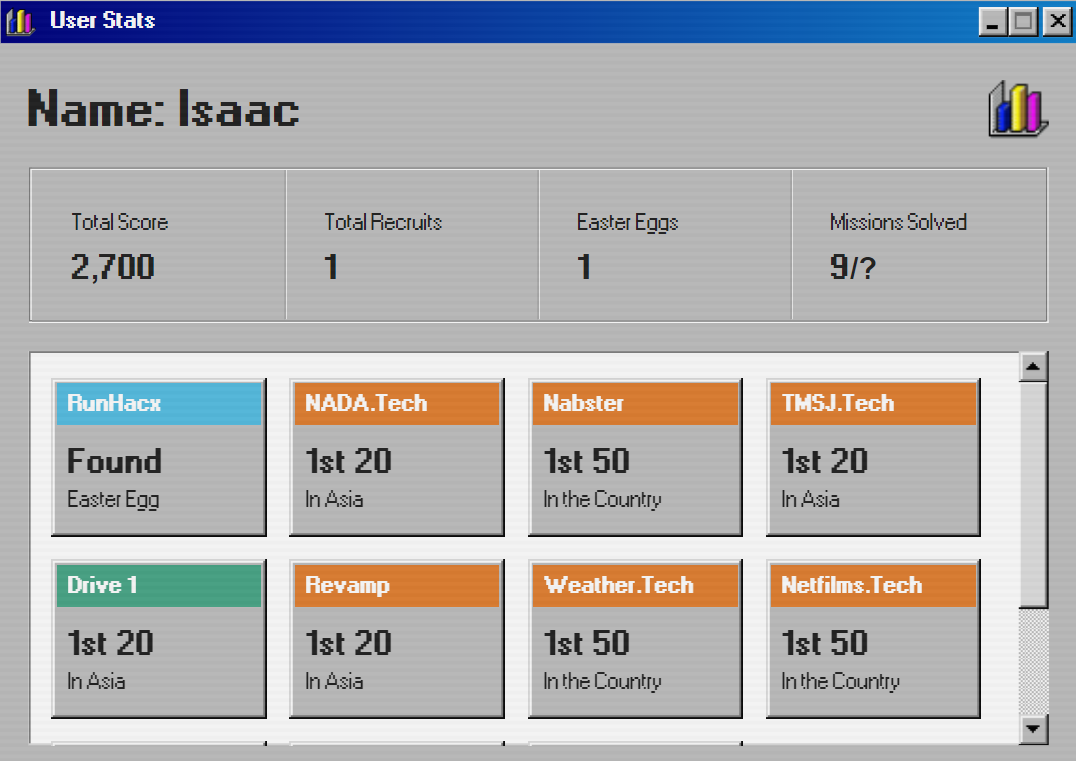 User Stats
Name: Isaac
Total Score
2,700
Total Recruits
1
Easter Eggs
1
Missions Solved
9/?
RunHacx
Found
Easter Egg
NADA.Tech
1st 20
In Asia
Nabster
1st 50
In the Country
TMSJ.Tech
1st 20
In Asia
Drive 1
1st 20
In Asia
Revamp
1st 20
In Asia
Weather.Tech
1st 50
In the Country
Netfilms.Tech
1st 50
In the Country